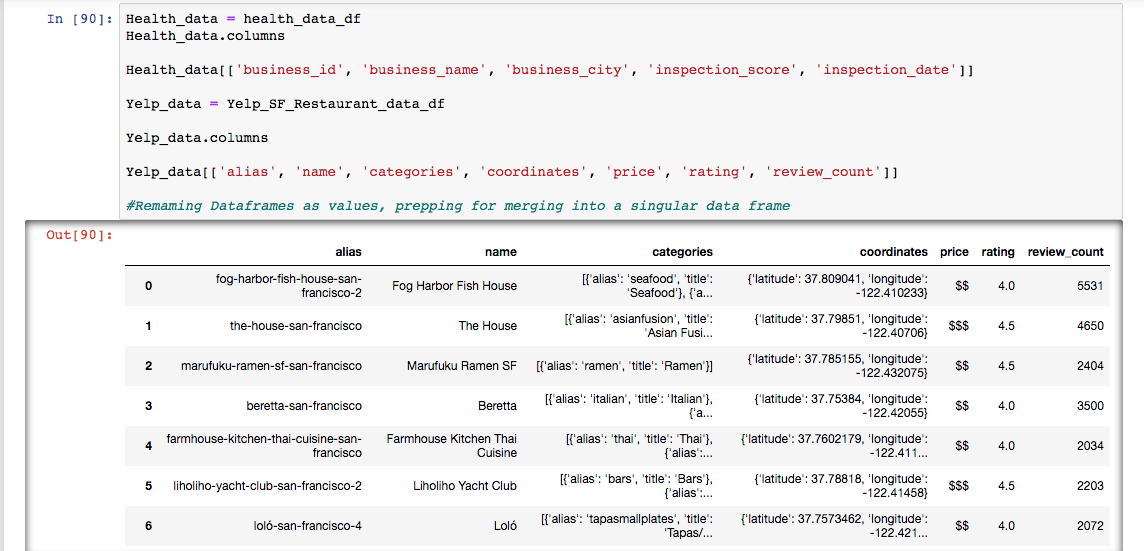 In [90]: Health_data = health_data_df
Health_data.columns
Health_data[['business_id', 'business_name', 'business_city', 'inspection_score', 'inspection_date']]
Yelp_data = Yelp_SF_Restaurant_data_df
Yelp_data.columns
Yelp_data[['alias', 'name', 'categories', 'coordinates', 'price', 'rating', 'review_count']]
#Remaming Dataframes as values, prepping for merging into a singular data frame
Out[90]:
alias name categories coordinates price rating review_count
0 fog-harbor-fish-house-san-francisco-2 Fog Harbor Fish House [{'alias': 'seafood', 'title': 'Seafood'}, {'a... {'latitude': 37.809041, 'longitude': -122.410233} $$ 4.0 5531
1 the-house-san-francisco The House [{'alias': 'asianfusion', 'title': 'Asian Fusi... {'latitude': 37.79851, 'longitude': -122.40706} $$$ 4.5 4650
2 marufuku-ramen-sf-san-francisco Marufuku Ramen SF [{'alias': 'ramen', 'title': 'Ramen'}] {'latitude': 37.785155, 'longitude': -122.432075} $$ 4.5 2404
3 beretta-san-francisco Beretta [{'alias': 'italian', 'title': 'Italian'}, {'a... {'latitude': 37.75384, 'longitude': -122.42055} $$ 4.0 3500
4 farmhouse-kitchen-thai-cuisine-san-francisco Farmhouse Kitchen Thai Cuisine [{'alias': 'thai', 'title': 'Thai'}, {'alias':... {'latitude': 37.7602179, 'longitude': -122.411... $$ 4.0 2034
5 liholiho-yacht-club-san-francisco-2 Liholiho Yacht Club [{'alias': 'bars', 'title': 'Bars'}, {'alias':... {'latitude': 37.78818, 'longitude': -122.41458} $$$ 4.5 2203
6 loló-san-francisco-4 Loló [{'alias': 'tapasmallplates', 'title': 'Tapas/... {'latitude': 37.7573462, 'longitude': -122.421... $$ 4.0 2072